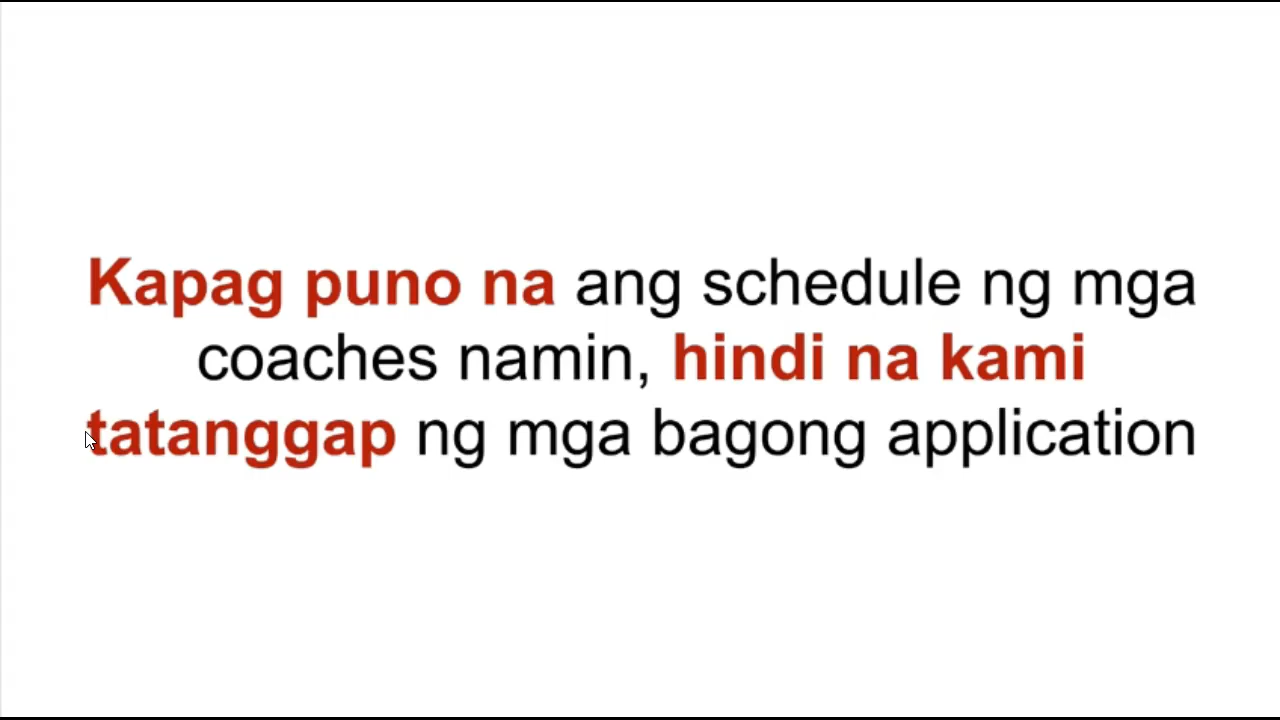 Kapag puno na ang schedule ng mga
coaches namin, hindi na kami
tatanggap ng mga bagong application